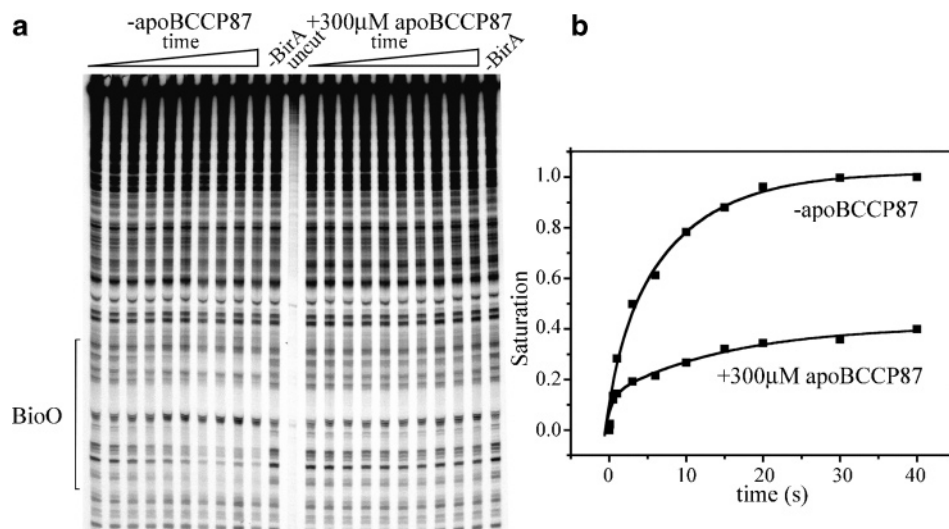 a
-apoBCCP87
time
-BirA
uncut
+300μM apoBCCP87
time
-BirA
BioO
b
Saturation
1.0
0.8
0.6
0.4
0.2
0.0
-apoBCCP87
+300μM apoBCCP87
0
10
20
30
40
time (s)